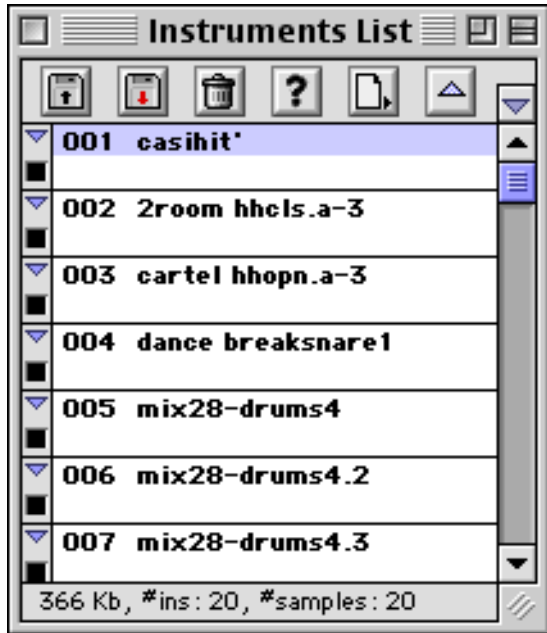 Instruments List
?
001 casihit'
002 2room hhcls.a-3
003 cartel hhopn.a-3
004 dance breaksnare1
005 mix28-drums4
006 mix28-drums4.2
007 mix28-drums4.3
366 Kb, #ins: 20, #samples: 20